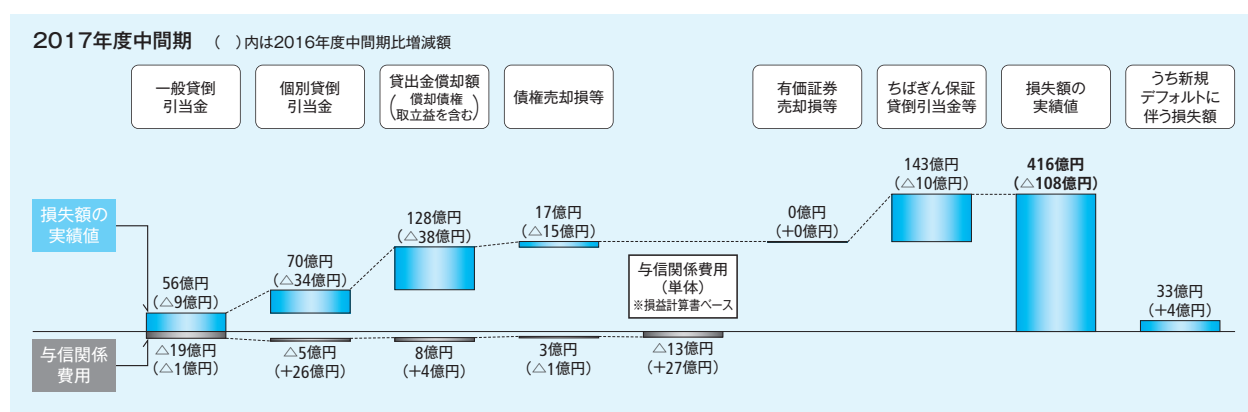 2017年度中間期 （ ）内は2016年度中間期比増減額
一般貸倒
引当金
個別貸倒
引当金
貸出金償却額
（償却債権
取立益を含む）
債権売却損等
有価証券
売却損等
ちばぎん保証
貸倒引当金等
損失額の
実績値
うち新規
デフォルトに
伴う損失額
損失額の
実績値
56億円
（△9億円）
70億円
（△34億円）
128億円
（△38億円）
17億円
（△15億円）
0億円
（+0億円）
143億円
（△10億円）
416億円
（△108億円）
33億円
（+4億円）
与信関係費用
（単体）
※損益計算書ベース
与信関係
費用
△19億円
（△1億円）
△5億円
（+26億円）
8億円
（+4億円）
3億円
（△1億円）
△13億円
（+27億円）